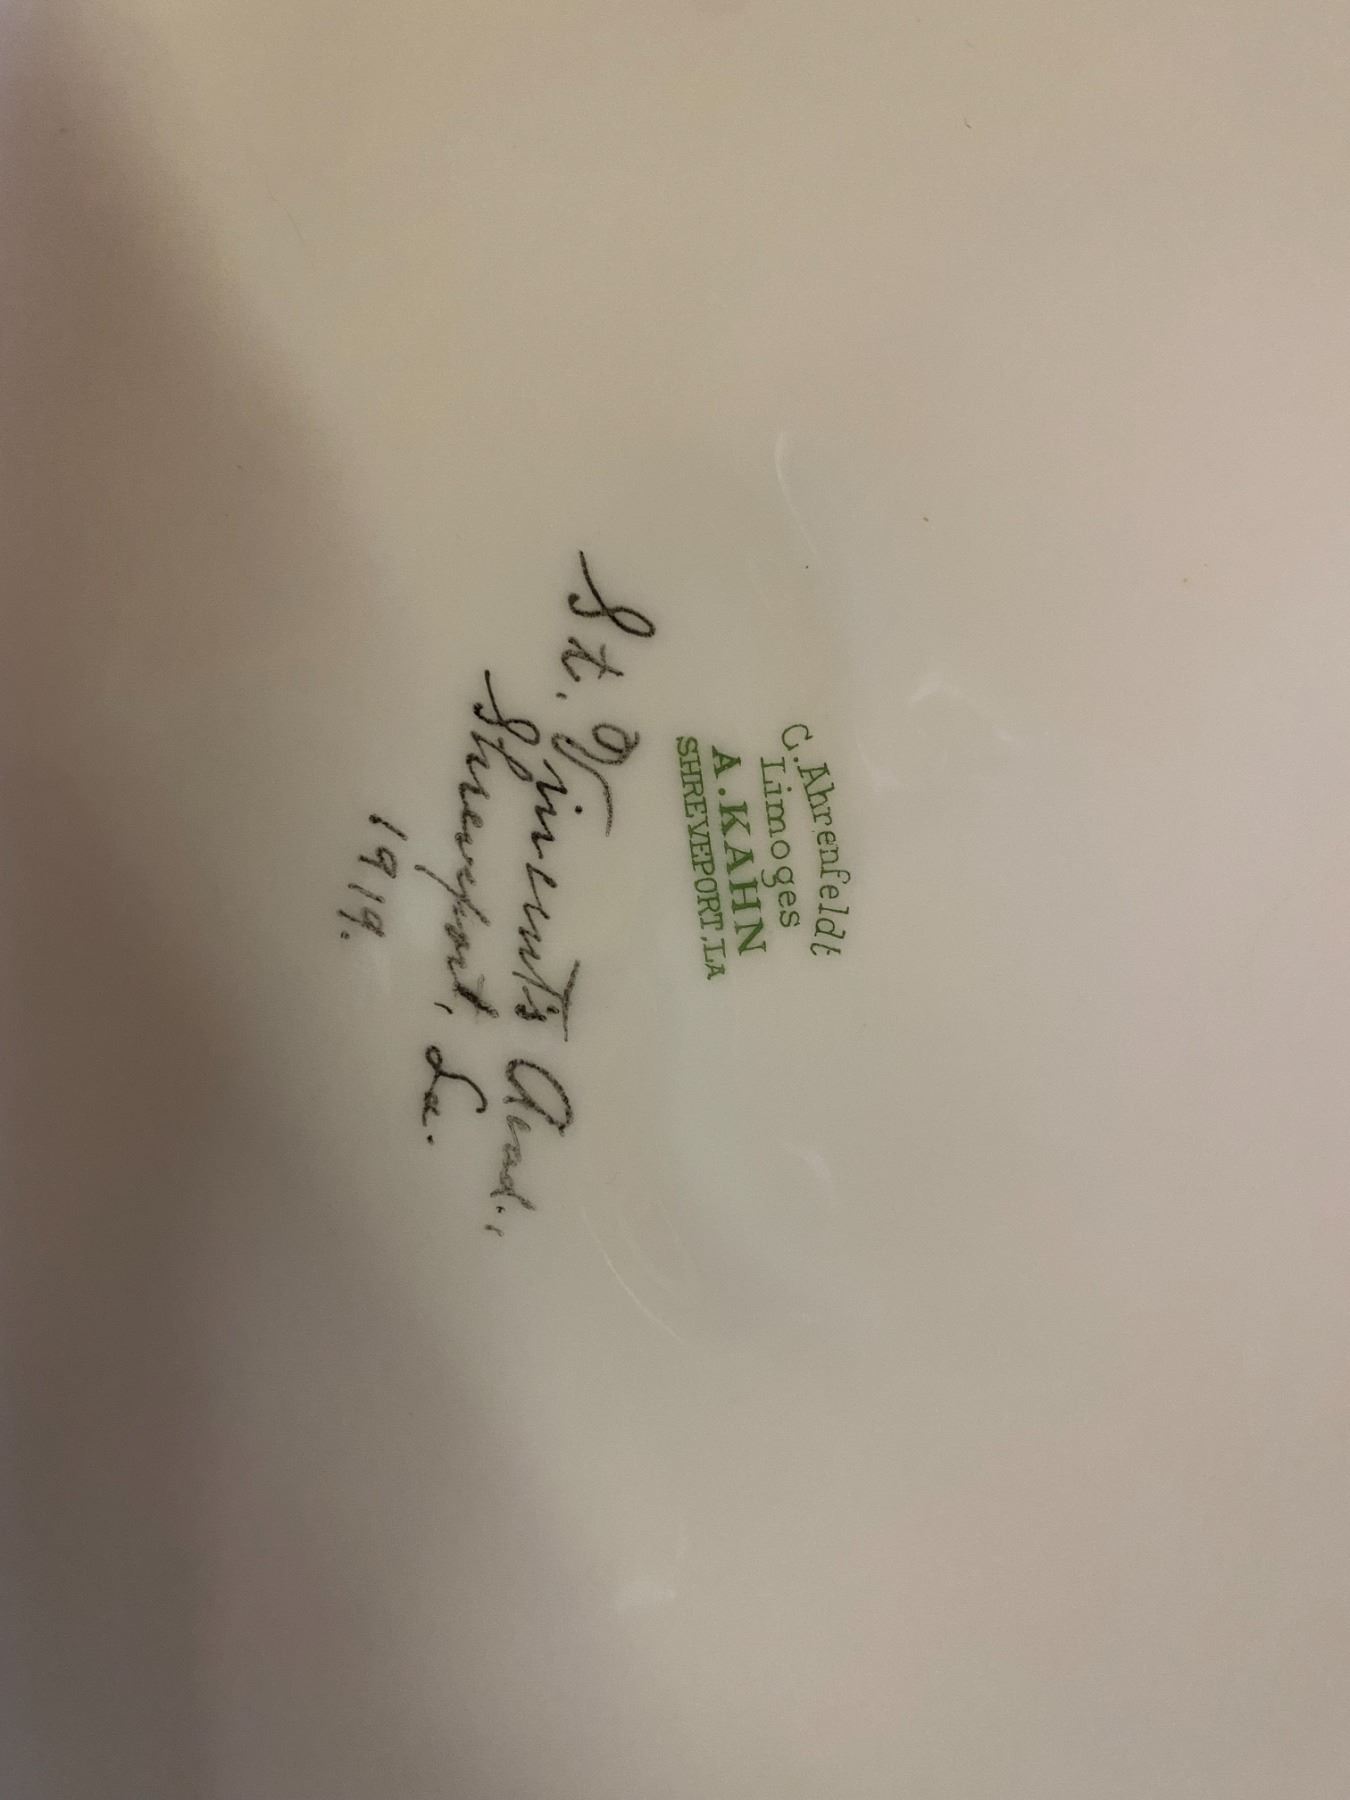 C. Ahrenfeldt
Limoges
A. KAHN
SHREVEPORT, LA
St. Vincent's Acad.,
Shreveport, La.
1919.